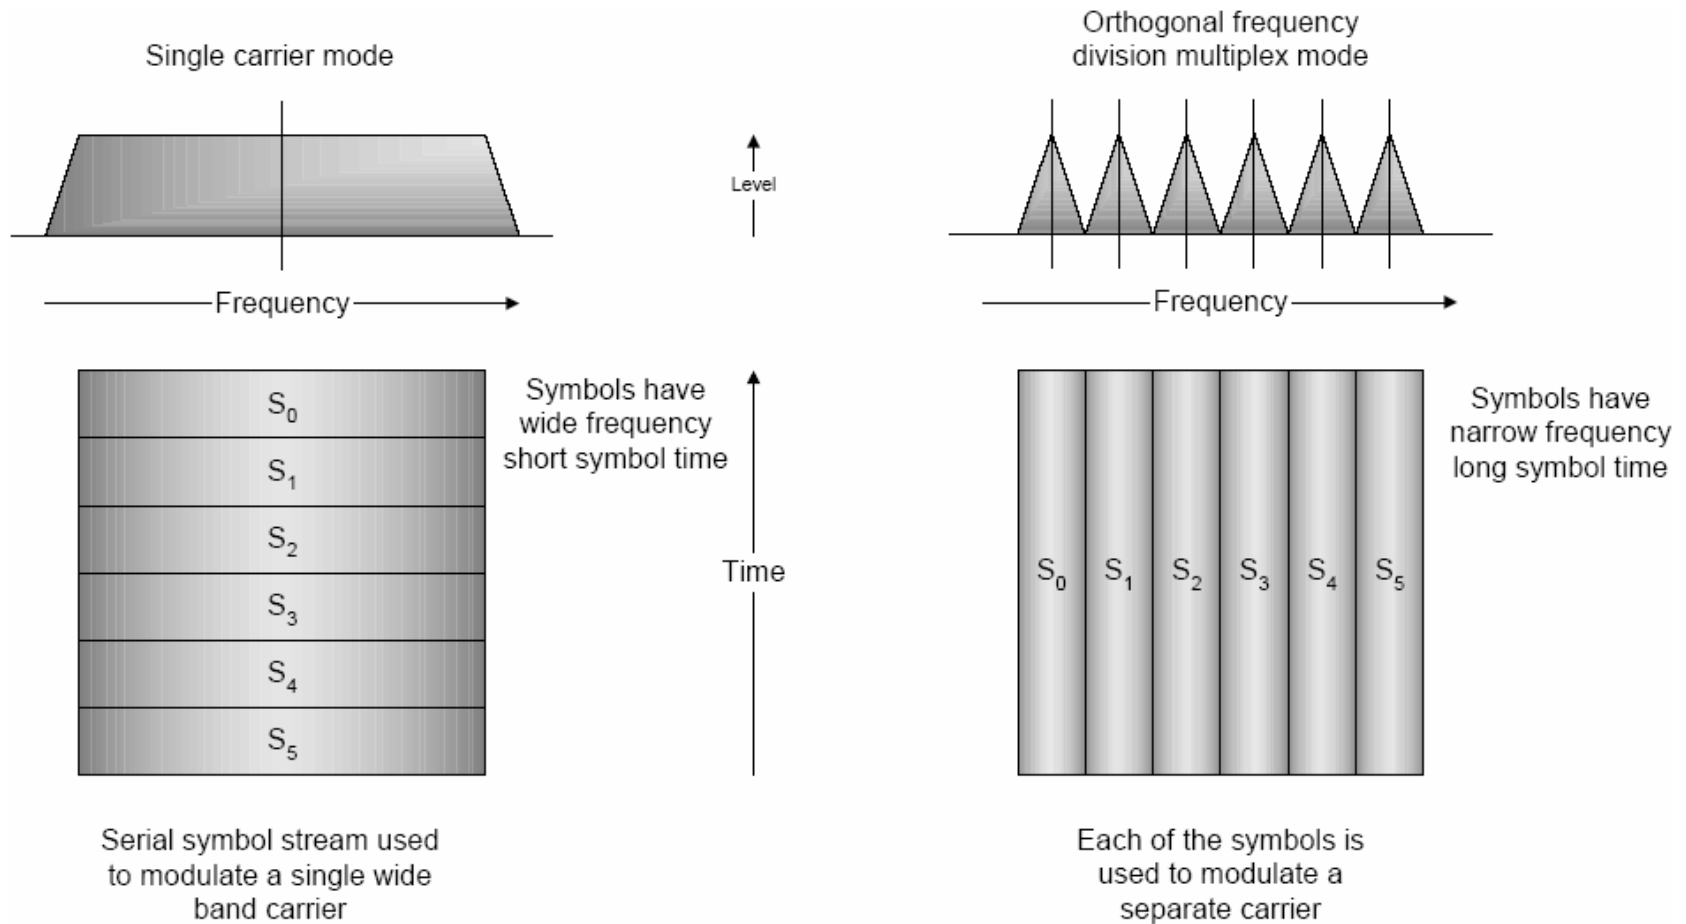 Single carrier mode
Orthogonal frequency
division multiplex mode
Level
Frequency
Frequency
S0
S1
S2
S3
S4
S5
Symbols have
wide frequency
short symbol time
Time
S0 S1 S2 S3 S4 S5
Symbols have
narrow frequency
long symbol time
Serial symbol stream used
to modulate a single wide
band carrier
Each of the symbols is
used to modulate a
separate carrier